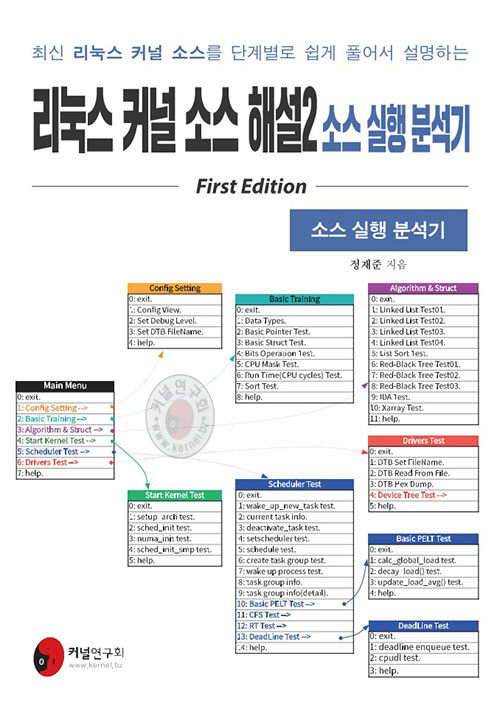 최신 리눅스 커널 소스를 단계별로 쉽게 풀어서 설명하는
리눅스 커널 소스 해설2 소스 실행 분석기
First Edition
소스 실행 분석기
정재준 지음
Config Setting
0: exit.
1: Config View.
2: Set Debug Level.
3: Set DTB FileName.
4: help.
Basic Training
0: exit.
1: Data Types.
2: Basic Pointer Test.
3: Basic Struct Test.
4: Bits Operation Test.
5: CPU Mask Test.
6: Run Time(CPU cycles) Test.
7: Sort Test.
8: help.
Algorithm & Struct
0: exit.
1: Linked List Test01.
2: Linked List Test02.
3: Linked List Test03.
4: Linked List Test04.
5: List Sort Test.
6: Red-Black Tree Test01.
7: Red-Black Tree Test02.
8: Red-Black Tree Test03.
9: IDA Test.
10: Xarray Test.
11: help.
Main Menu
0: exit.
1: Config Setting -->
2: Basic Training -->
3: Algorithm & Struct -->
4: Start Kernel Test -->
5: Scheduler Test -->
6: Drivers Test -->
7: help.
커널연구회
www.kernel.bz
Drivers Test
0: exit.
1: DTB Set FileName.
2: DTB Read From File.
3: DTB Hex Dump.
4: Device Tree Test -->
Start Kernel Test
0: exit.
1: setup_arch test.
2: sched_init test.
3: numa_init test.
4: sched_init_smp test.
5: help.
Scheduler Test
0: exit.
1: wake_up_new_task test.
2: current task info.
3: deactivate_task test.
4: setscheduler test.
5: schedule test.
6: create task group test.
7: wake up process test.
8: task group info.
9: task group info(detail).
10: Basic PELT Test -->
11: CFS Test -->
12: RT Test -->
13: DeadLine Test -->
14: help.
Basic PELT Test
0: exit.
1: calc_global_load test.
2: decay_load() test.
3: update_load_avg() test.
4: help.
DeadLine Test
0: exit.
1: deadline enqueue test.
2: cpudl test.
3: help.
커널연구회
www.kernel.bz